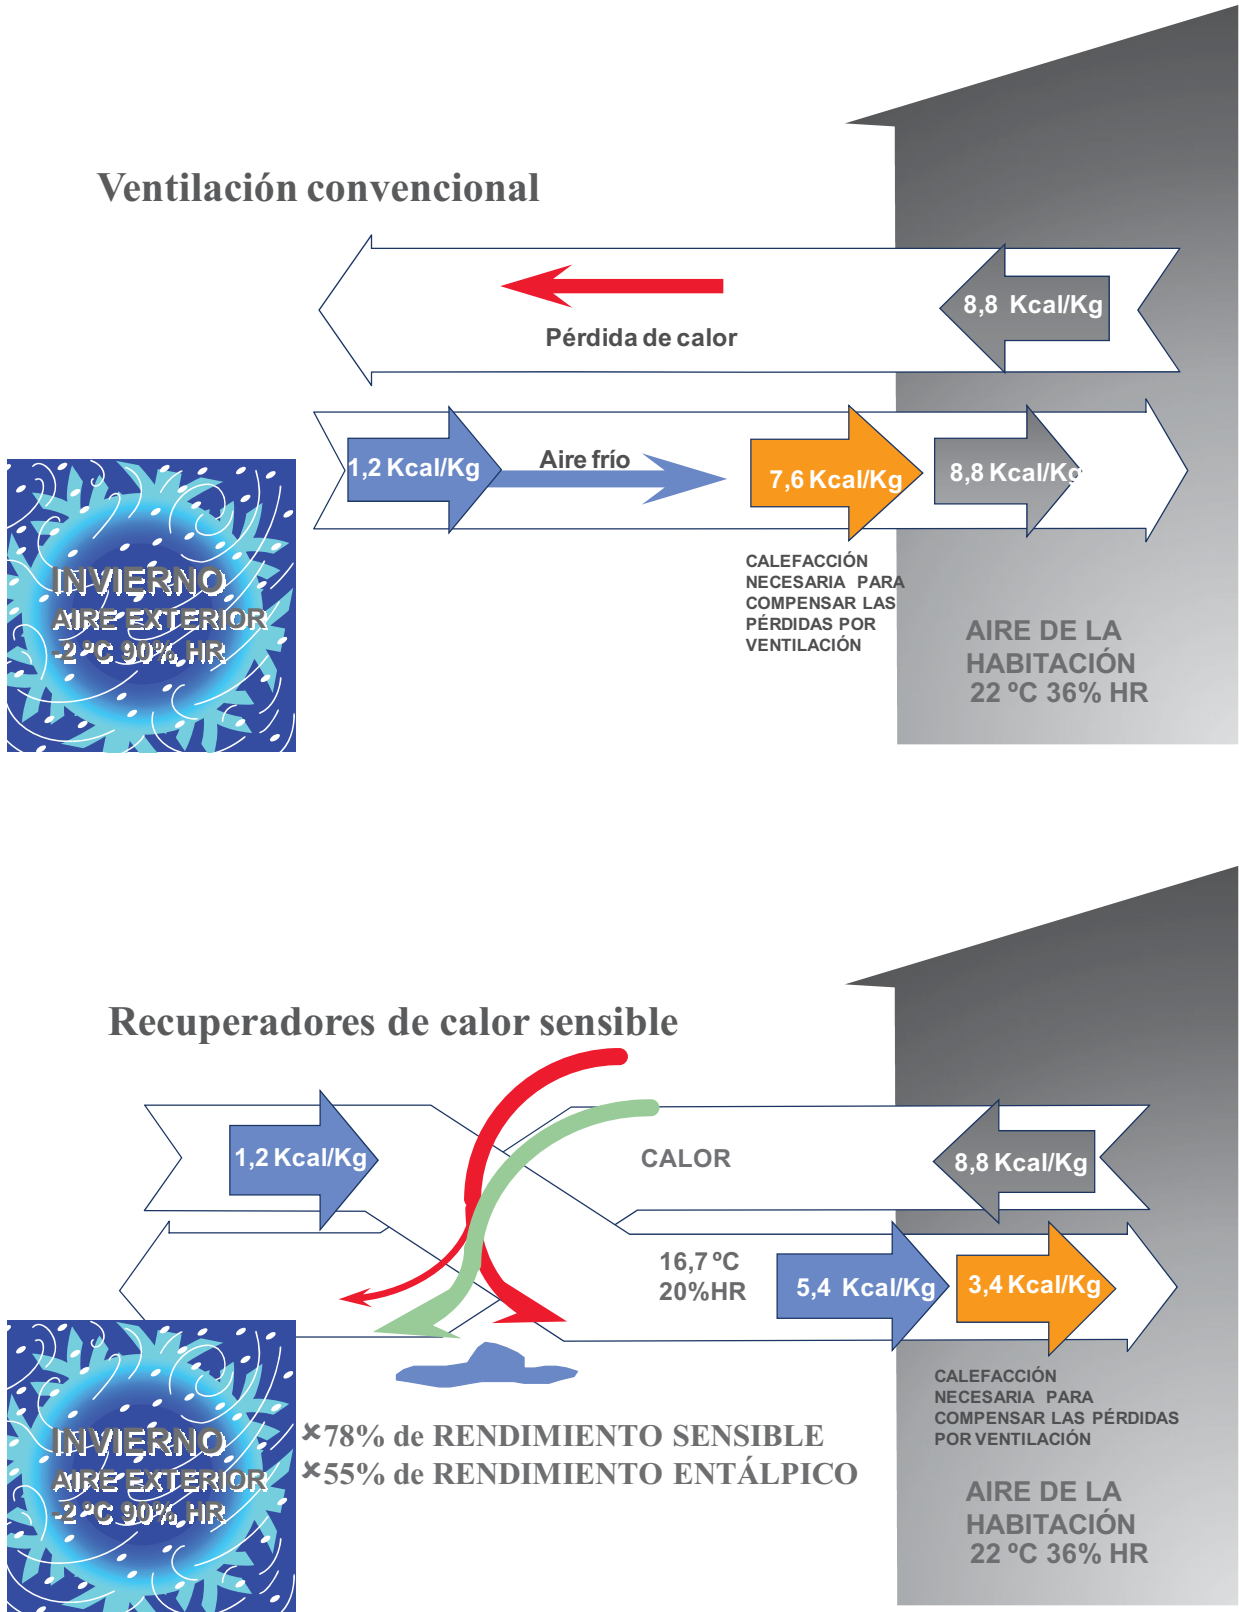 Ventilación convencional
8,8 Kcal/Kg
Pérdida de calor
1,2 Kcal/Kg
Aire frío
7,6 Kcal/Kg
8,8 Kcal/Kg
CALEFACCIÓN
NECESARIA PARA
COMPENSAR LAS
PÉRDIDAS POR
VENTILACIÓN
INVIERNO
AIRE EXTERIOR
-2 ºC 90% HR
AIRE DE LA
HABITACIÓN
22 ºC 36% HR
Recuperadores de calor sensible
1,2 Kcal/Kg
CALOR
8,8 Kcal/Kg
16,7 ºC
20%HR
5,4 Kcal/Kg
3,4 Kcal/Kg
CALEFACCIÓN
NECESARIA PARA
COMPENSAR LAS PÉRDIDAS
POR VENTILACIÓN
INVIERNO
AIRE EXTERIOR
-2 ºC 90% HR
×78% de RENDIMIENTO SENSIBLE
×55% de RENDIMIENTO ENTÁLPICO
AIRE DE LA
HABITACIÓN
22 ºC 36% HR